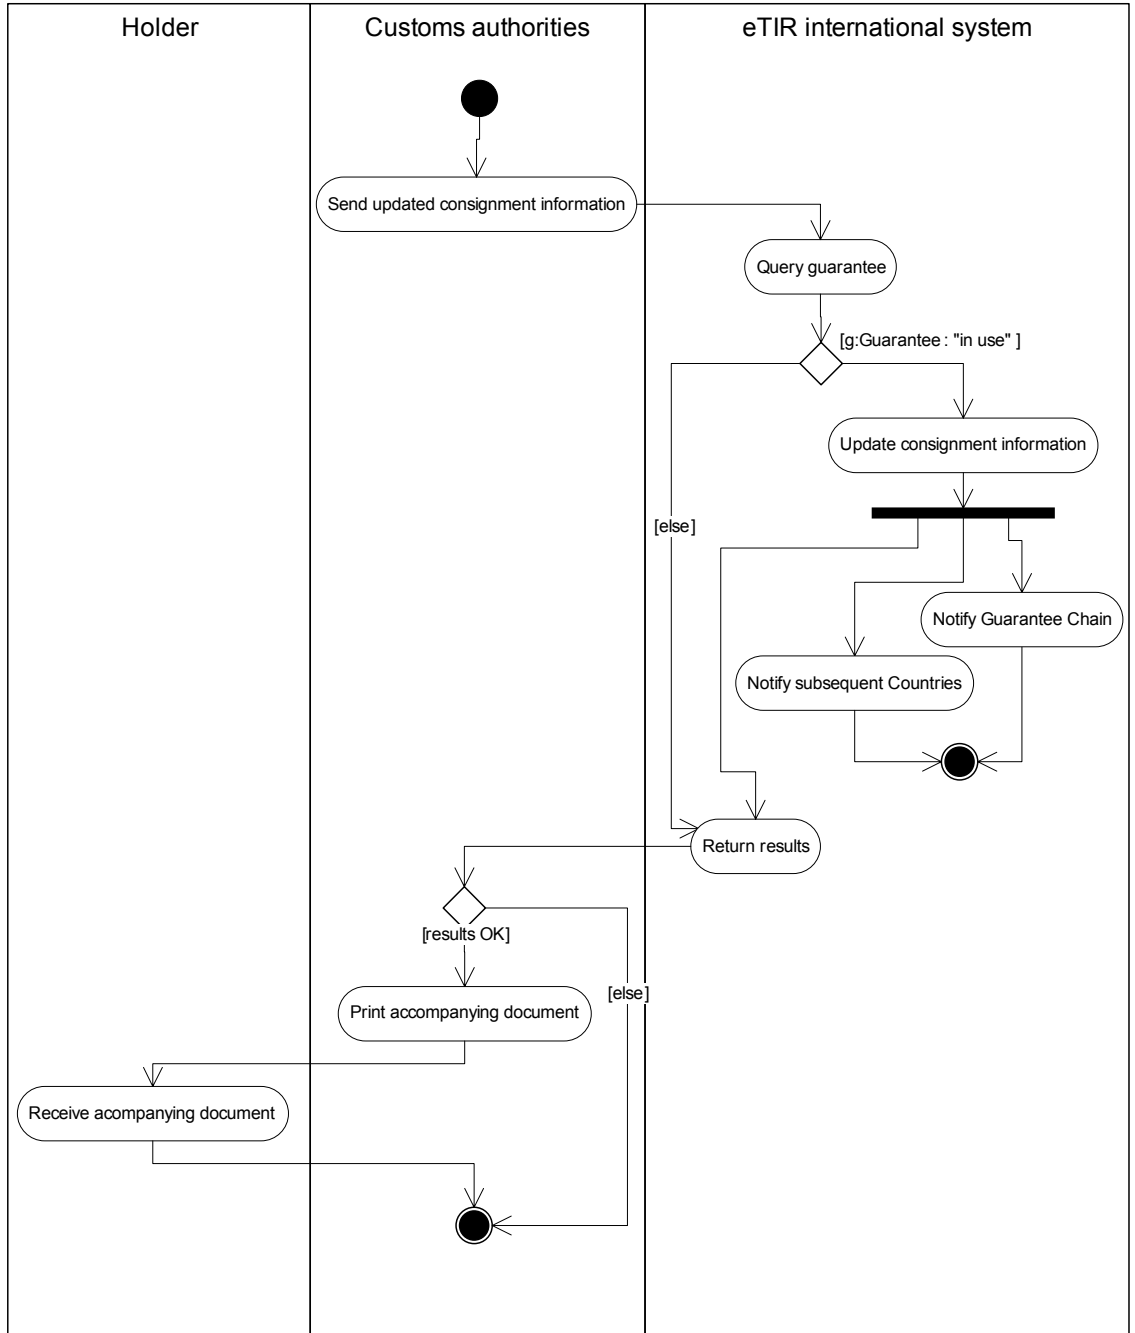 Holder
Customs authorities
eTIR international system
Send updated consignment information
Query guarantee
[g:Guarantee : "in use" ]
Update consignment information
[else]
Notify Guarantee Chain
Notify subsequent Countries
Return results
[results OK]
[else]
Print accompanying document
Receive acompanying document